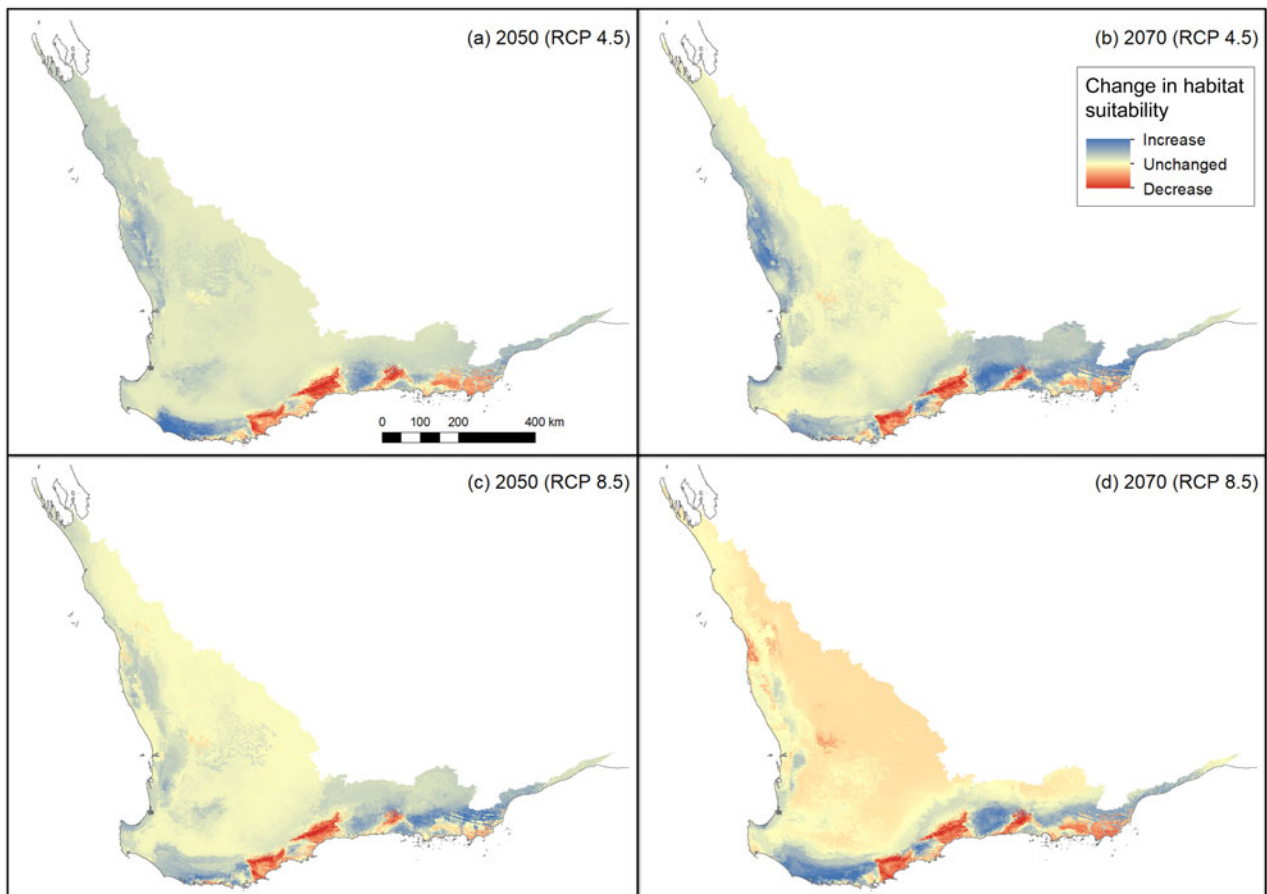 (a) 2050 (RCP 4.5)
(b) 2070 (RCP 4.5)
Change in habitat
suitability
Increase
Unchanged
Decrease
0 100 200 400 km
(c) 2050 (RCP 8.5)
(d) 2070 (RCP 8.5)